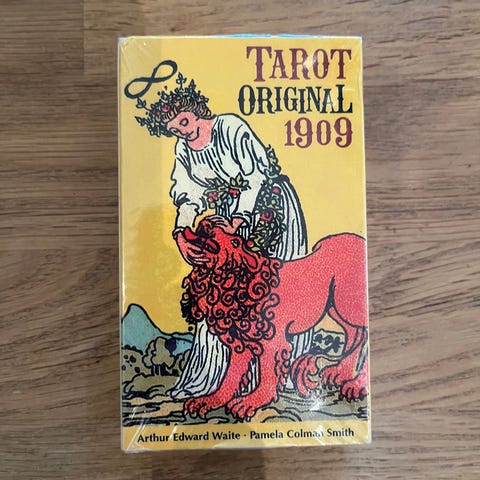 TAROT
ORIGINAL
1909
Arthur Edward Waite · Pamela Colman Smith